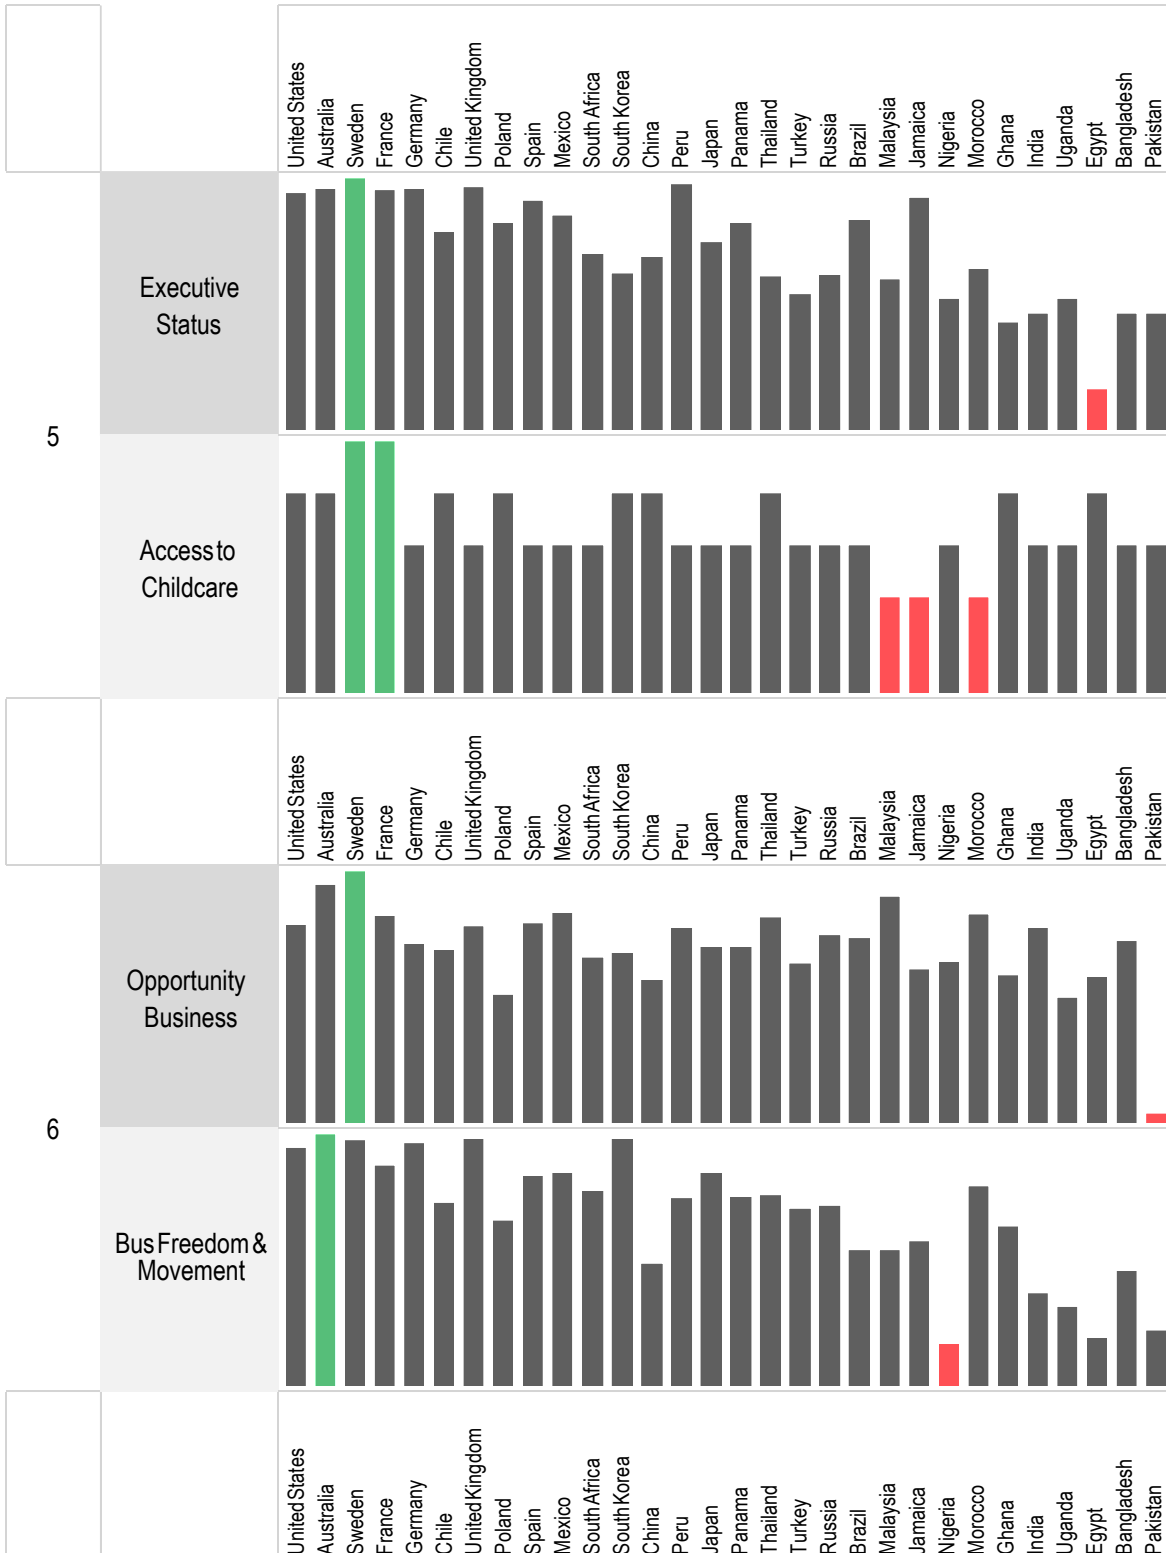 United States
Australia
Sweden
France
Germany
Chile
United Kingdom
Poland
Spain
Mexico
South Africa
South Korea
China
Peru
Japan
Panama
Thailand
Turkey
Russia
Brazil
Malaysia
Jamaica
Nigeria
Morocco
Ghana
India
Uganda
Egypt
Bangladesh
Pakistan
5
Executive
Status
Access to
Childcare
United States
Australia
Sweden
France
Germany
Chile
United Kingdom
Poland
Spain
Mexico
South Africa
South Korea
China
Peru
Japan
Panama
Thailand
Turkey
Russia
Brazil
Malaysia
Jamaica
Nigeria
Morocco
Ghana
India
Uganda
Egypt
Bangladesh
Pakistan
6
Opportunity
Business
Bus Freedom &
Movement
United States
Australia
Sweden
France
Germany
Chile
United Kingdom
Poland
Spain
Mexico
South Africa
South Korea
China
Peru
Japan
Panama
Thailand
Turkey
Russia
Brazil
Malaysia
Jamaica
Nigeria
Morocco
Ghana
India
Uganda
Egypt
Bangladesh
Pakistan